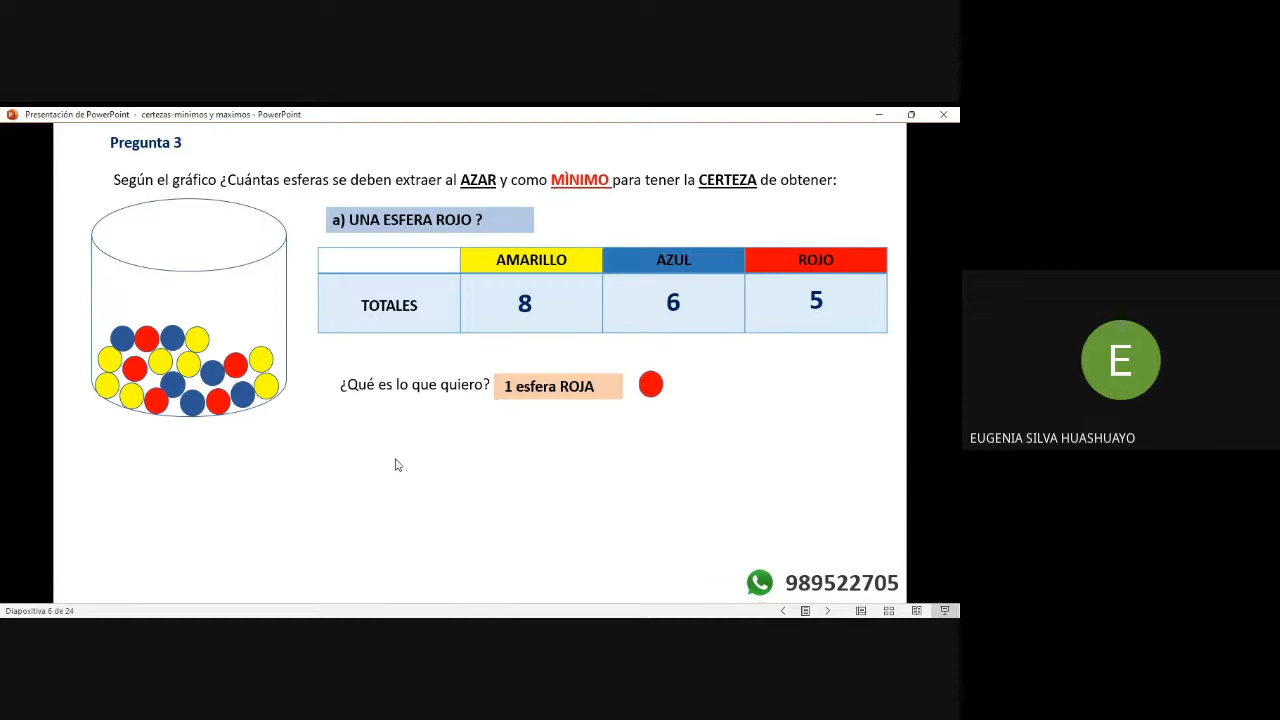 Presentación de PowerPoint - certezas-minimos y maximos - PowerPoint
Pregunta 3
Según el gráfico ¿Cuántas esferas se deben extraer al AZAR y como MÌNIMO para tener la CERTEZA de obtener:
a) UNA ESFERA ROJO ?
AMARILLO AZUL ROJO
TOTALES 8 6 5
¿Qué es lo que quiero? 1 esfera ROJA
E
EUGENIA SILVA HUASHUAYO
989522705
Diapositiva 6 de 24